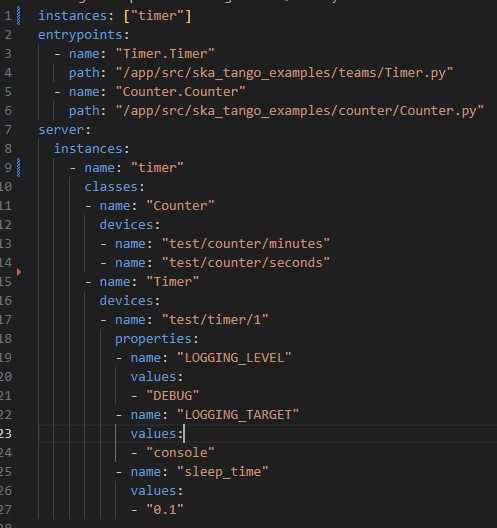 1 instances: ["timer"]
2 entrypoints:
3   - name: "Timer.Timer"
4     path: "/app/src/ska_tango_examples/teams/Timer.py"
5   - name: "Counter.Counter"
6     path: "/app/src/ska_tango_examples/counter/Counter.py"
7 server:
8   instances:
9     - name: "timer"
10       classes:
11       - name: "Counter"
12         devices:
13         - name: "test/counter/minutes"
14         - name: "test/counter/seconds"
15       - name: "Timer"
16         devices:
17         - name: "test/timer/1"
18           properties:
19           - name: "LOGGING_LEVEL"
20             values:
21             - "DEBUG"
22           - name: "LOGGING_TARGET"
23             values:
24             - "console"
25           - name: "sleep_time"
26             values:
27             - "0.1"